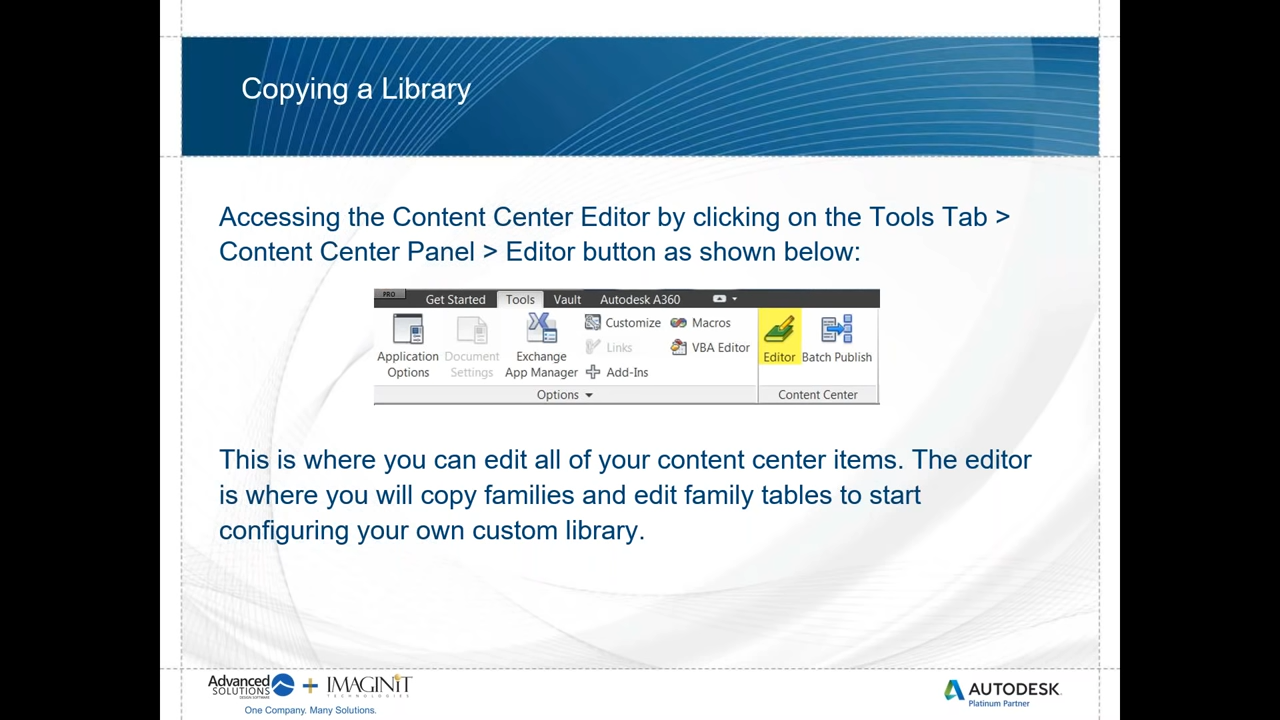 Copying a Library
Accessing the Content Center Editor by clicking on the Tools Tab >
Content Center Panel > Editor button as shown below:
PRO
Get Started Tools Vault Autodesk A360
Application Options
Document Settings
Exchange App Manager
Customize
Links
Add-Ins
Macros
VBA Editor
Editor
Batch Publish
Options
Content Center
This is where you can edit all of your content center items. The editor
is where you will copy families and edit family tables to start
configuring your own custom library.
Advanced
SOLUTIONS
DESIGN SOFTWARE
+
IMAGINiT
TECHNOLOGIES
One Company. Many Solutions.
AUTODESK.
Platinum Partner